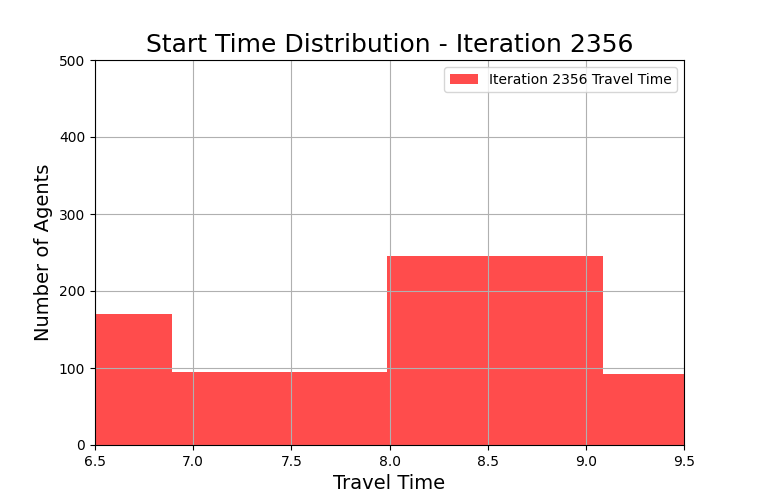 Start Time Distribution - Iteration 2356
Iteration 2356 Travel Time
Number of Agents
500
400
300
200
100
0
6.5 7.0 7.5 8.0 8.5 9.0 9.5
Travel Time